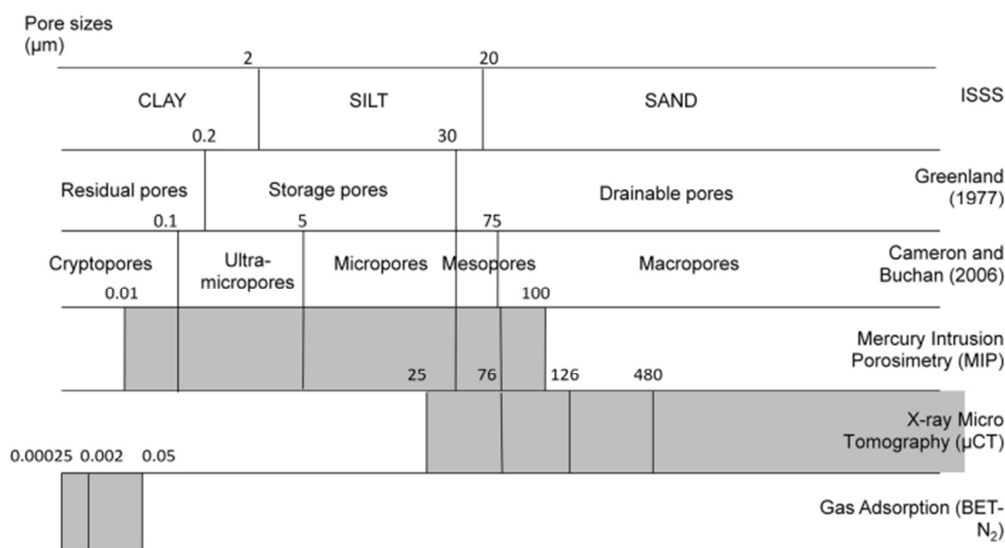 Pore sizes
(µm)
2 20
CLAY SILT SAND ISSS
0.2 30
Residual pores Storage pores Drainable pores Greenland
(1977)
0.1 5 75
Cryptopores Ultra-
micropores Micropores Mesopores Macropores Cameron and
Buchan (2006)
0.01 100
Mercury Intrusion
Porosimetry (MIP)
25 76 126 480
X-ray Micro
Tomography (µCT)
0.00025 0.002 0.05
Gas Adsorption (BET-
N₂)